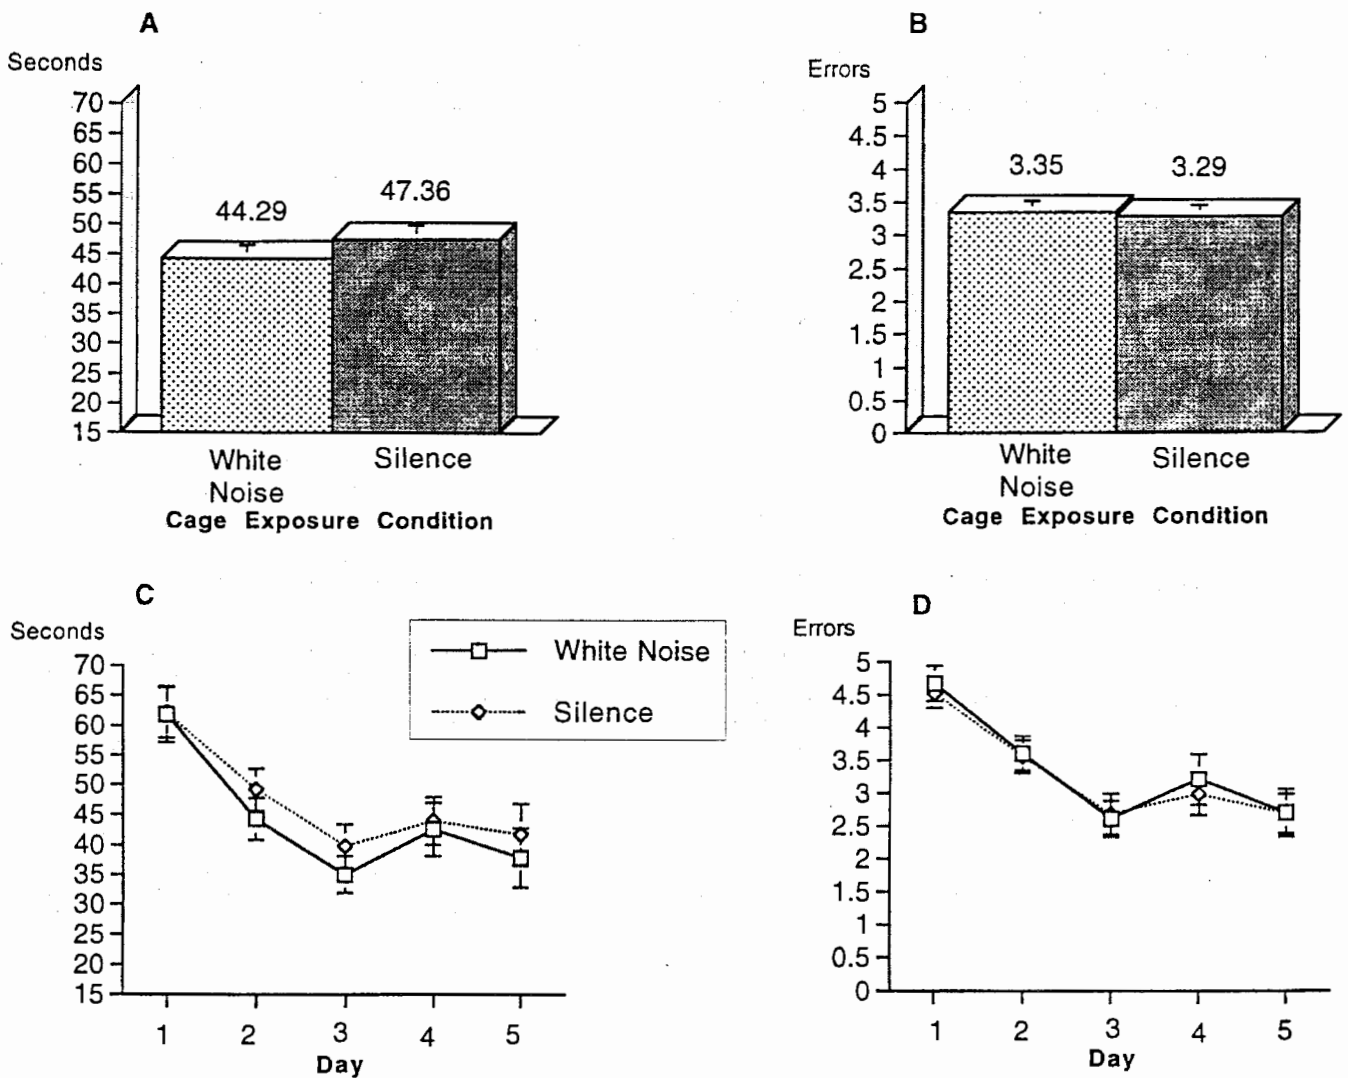 A
Seconds
70
65
60
55
50
45
40
35
30
25
20
15
44.29
47.36
White
Noise
Silence
Cage Exposure Condition
B
Errors
5
4.5
4
3.5
3
2.5
2
1.5
1
0.5
0
3.35
3.29
White
Noise
Silence
Cage Exposure Condition
C
Seconds
70
65
60
55
50
45
40
35
30
25
20
15
1 2 3 4 5
Day
White Noise
Silence
D
Errors
5
4.5
4
3.5
3
2.5
2
1.5
1
0.5
0
1 2 3 4 5
Day